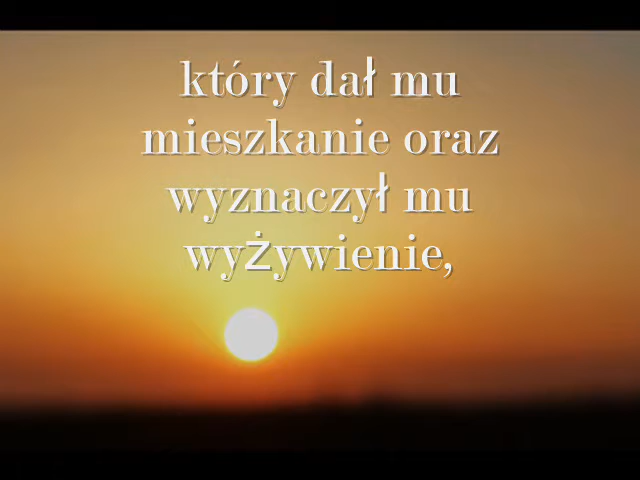 który dał mu
mieszkanie oraz
wyznaczył mu
wyżywienie,